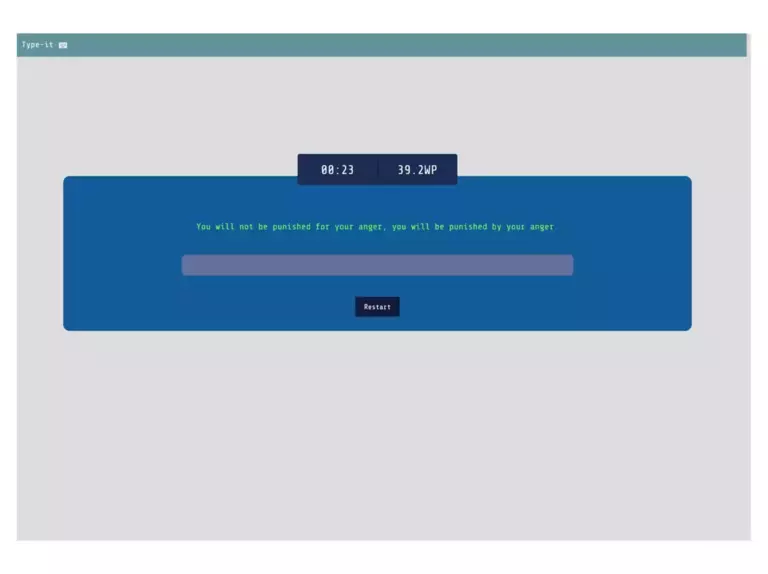 Type-it
00:23
39.2WP
You will not be punished for your anger, you will be punished by your anger
Restart